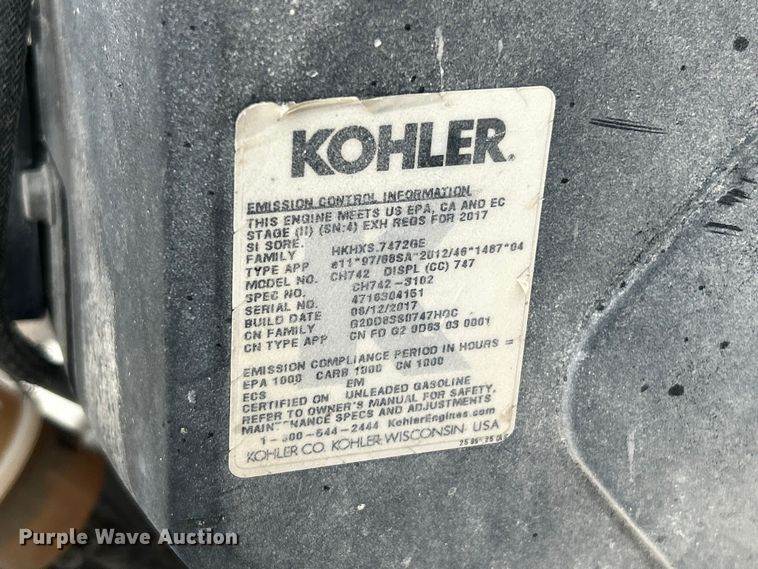 KOHLER
EMISSION CONTROL INFORMATION
THIS ENGINE MEETS US EPA, CA AND EC
STAGE (II) (SN:4) EXH REGS FOR 2017
SI SORE.
FAMILY HKHXS.7472GE
TYPE APP e11*97/68SA*2012/46*1487*04
MODEL NO. CH742 DISPL (CC) 747
SPEC NO. CH742-3102
SERIAL NO. 4716304151
BUILD DATE 06/12/2017
CN FAMILY
CN TYPE APP CN FD G2 0D63 03 0001
EMISSION COMPLIANCE PERIOD IN HOURS =
EPA 1000 CARB 1000 CN 1000
ECS EM
CERTIFIED ON UNLEADED GASOLINE
REFER TO OWNER'S MANUAL FOR SAFETY,
MAINTENANCE SPECS AND ADJUSTMENTS
1-800-544-2444 KohlerEngines.com
KOHLER CO. KOHLER, WISCONSIN USA
Purple Wave Auction